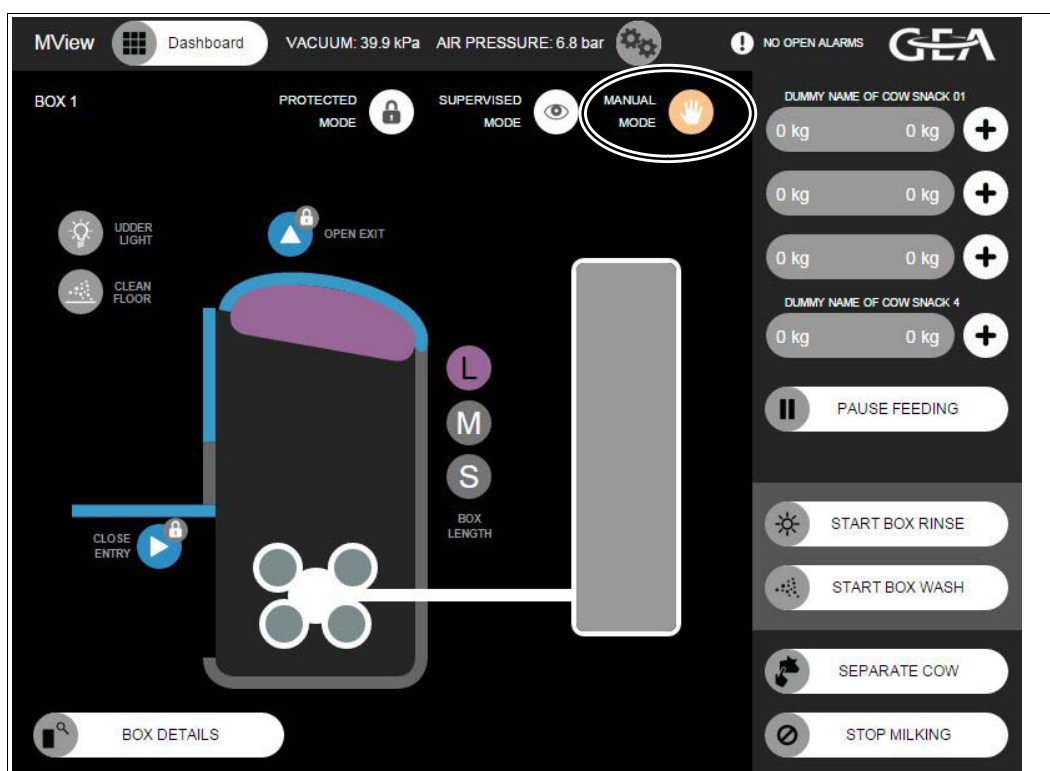 MView
Dashboard
VACUUM: 39.9 kPa
AIR PRESSURE: 6.8 bar
NO OPEN ALARMS
GEA
BOX 1
PROTECTED
MODE
SUPERVISED
MODE
MANUAL
MODE
DUMMY NAME OF COW SNACK 01
0 kg 0 kg
0 kg 0 kg
0 kg 0 kg
DUMMY NAME OF COW SNACK 4
0 kg 0 kg
PAUSE FEEDING
UDDER
LIGHT
CLEAN
FLOOR
OPEN EXIT
L
M
S
BOX
LENGTH
CLOSE
ENTRY
START BOX RINSE
START BOX WASH
SEPARATE COW
STOP MILKING
BOX DETAILS